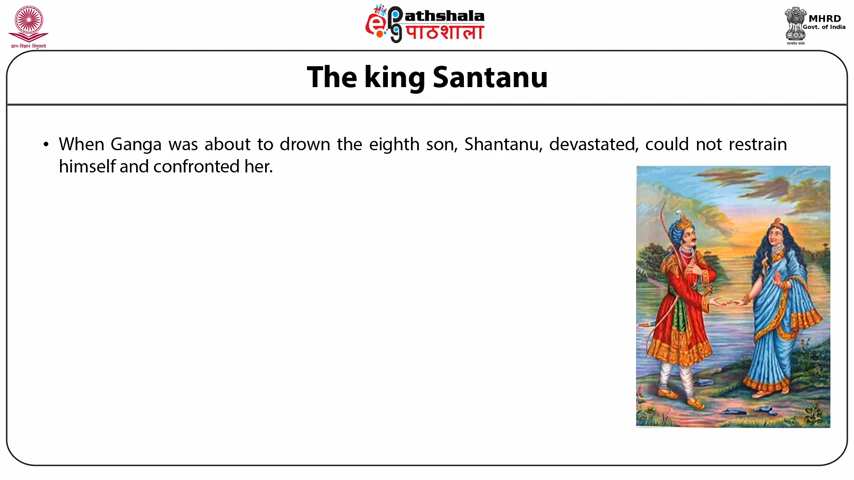 Pathshala
पाठशाला
MHRD
Govt. of India
The king Santanu
• When Ganga was about to drown the eighth son, Shantanu, devastated, could not restrain
himself and confronted her.